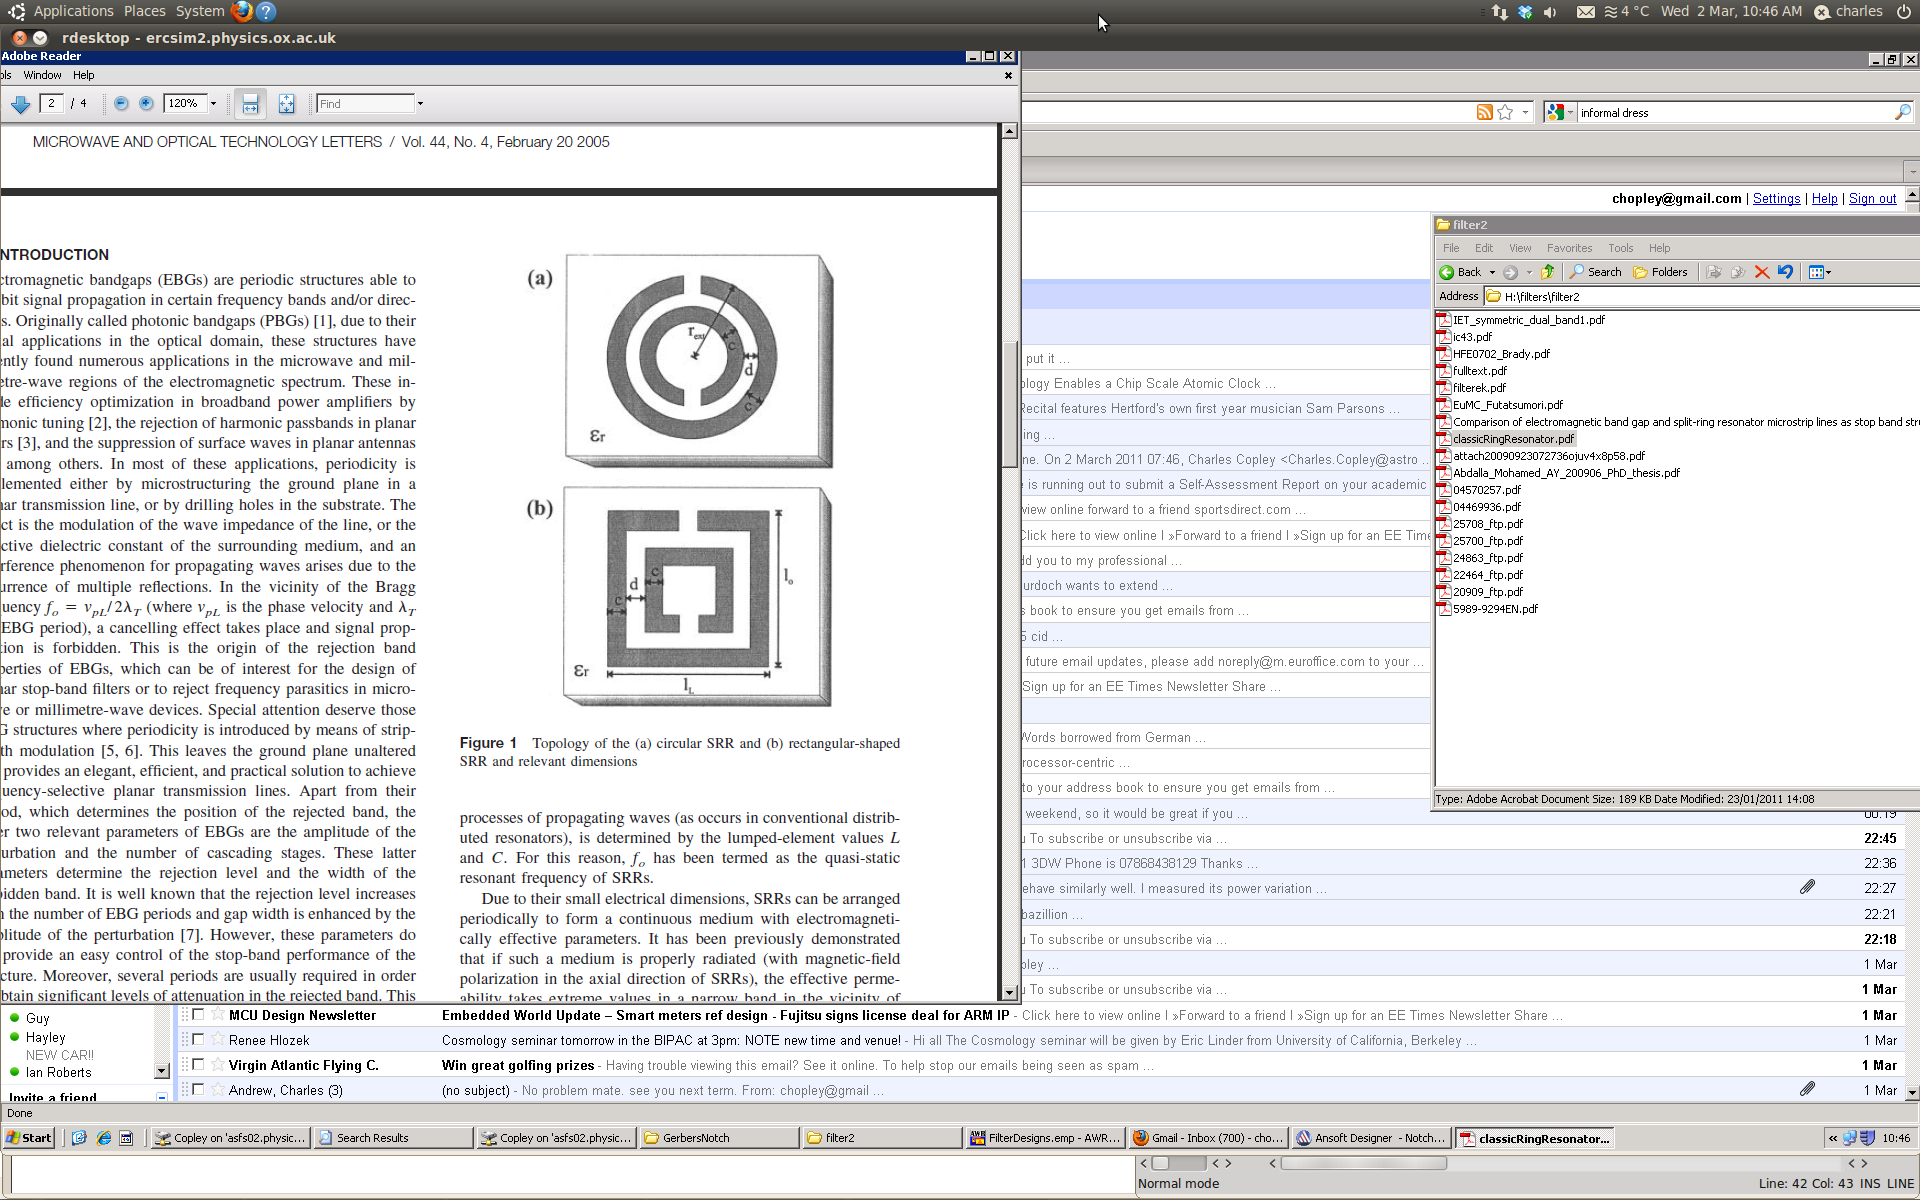 Applications Places System
4 °C Wed 2 Mar, 10:46 AM charles
rdesktop - ercsim2.physics.ox.ac.uk
Adobe Reader
ols Window Help
2 / 4 120% Find
MICROWAVE AND OPTICAL TECHNOLOGY LETTERS / Vol. 44, No. 4, February 20 2005
NTRODUCTION
ctromagnetic bandgaps (EBGs) are periodic structures able to
bit signal propagation in certain frequency bands and/or direc-
s. Originally called photonic bandgaps (PBGs) [1], due to their
al applications in the optical domain, these structures have
ently found numerous applications in the microwave and mil-
etre-wave regions of the electromagnetic spectrum. These in-
le efficiency optimization in broadband power amplifiers by
monic tuning [2], the rejection of harmonic passbands in planar
rs [3], and the suppression of surface waves in planar antennas
among others. In most of these applications, periodicity is
lemented either by microstructuring the ground plane in a
ar transmission line, or by drilling holes in the substrate. The
ct is the modulation of the wave impedance of the line, or the
ctive dielectric constant of the surrounding medium, and an
rference phenomenon for propagating waves arises due to the
urrence of multiple reflections. In the vicinity of the Bragg
uency fo = vpL/2λT (where vpL is the phase velocity and λT
EBG period), a cancelling effect takes place and signal prop-
tion is forbidden. This is the origin of the rejection band
perties of EBGs, which can be of interest for the design of
ar stop-band filters or to reject frequency parasitics in micro-
e or millimetre-wave devices. Special attention deserve those
G structures where periodicity is introduced by means of strip-
th modulation [5, 6]. This leaves the ground plane unaltered
provides an elegant, efficient, and practical solution to achieve
uency-selective planar transmission lines. Apart from their
od, which determines the position of the rejected band, the
er two relevant parameters of EBGs are the amplitude of the
urbation and the number of cascading stages. These latter
ameters determine the rejection level and the width of the
idden band. It is well known that the rejection level increases
n the number of EBG periods and gap width is enhanced by the
plitude of the perturbation [7]. However, these parameters do
provide an easy control of the stop-band performance of the
cture. Moreover, several periods are usually required in order
btain significant levels of attenuation in the rejected band. This
(a)
rext
c
d
c
εr
(b)
c
d
c
lo
εr
lL
Figure 1 Topology of the (a) circular SRR and (b) rectangular-shaped
SRR and relevant dimensions
processes of propagating waves (as occurs in conventional distrib-
uted resonators), is determined by the lumped-element values L
and C. For this reason, fo has been termed as the quasi-static
resonant frequency of SRRs.
Due to their small electrical dimensions, SRRs can be arranged
periodically to form a continuous medium with electromagneti-
cally effective parameters. It has been previously demonstrated
that if such a medium is properly radiated (with magnetic-field
polarization in the axial direction of SRRs), the effective perme-
ability takes extreme values in a narrow band in the vicinity of
informal dress
chopley@gmail.com | Settings | Help | Sign out
put it ...
ology Enables a Chip Scale Atomic Clock ...
Recital features Hertford's own first year musician Sam Parsons ...
ing ...
ne. On 2 March 2011 07:46, Charles Copley <Charles.Copley@astro ...
e is running out to submit a Self-Assessment Report on your academic
view online forward to a friend sportsdirect.com ...
Click here to view online l »Forward to a friend l »Sign up for an EE Time
dd you to my professional ...
urdoch wants to extend ...
s book to ensure you get emails from ...
5 cid ...
future email updates, please add noreply@m.euroffice.com to your ...
Sign up for an EE Times Newsletter Share ...
Words borrowed from German ...
rocessor-centric ...
to your address book to ensure you get emails from ...
weekend, so it would be great if you ... 00:19
u To subscribe or unsubscribe via ... 22:45
1 3DW Phone is 07868438129 Thanks ... 22:36
ehave similarly well. I measured its power variation ... 22:27
bazillion ... 22:21
u To subscribe or unsubscribe via ... 22:18
pley ... 1 Mar
u To subscribe or unsubscribe via ... 1 Mar
filter2
File Edit View Favorites Tools Help
Back Search Folders
Address H:\filters\filter2
IET_symmetric_dual_band1.pdf
ic43.pdf
HFE0702_Brady.pdf
fulltext.pdf
filterek.pdf
EuMC_Futatsumori.pdf
Comparison of electromagnetic band gap and split-ring resonator microstrip lines as stop band stru
classicRingResonator.pdf
attach20090923072736ojuv4x8p58.pdf
Abdalla_Mohamed_AY_200906_PhD_thesis.pdf
04570257.pdf
04469936.pdf
25708_ftp.pdf
25700_ftp.pdf
24863_ftp.pdf
22464_ftp.pdf
20909_ftp.pdf
5989-9294EN.pdf
Type: Adobe Acrobat Document Size: 189 KB Date Modified: 23/01/2011 14:08
Guy
Hayley
NEW CAR!!
Ian Roberts
Invite a friend
MCU Design Newsletter Embedded World Update – Smart meters ref design - Fujitsu signs license deal for ARM IP - Click here to view online l »Forward to a friend l »Sign up for an EE Times Newsletter Share ... 1 Mar
Renee Hlozek Cosmology seminar tomorrow in the BIPAC at 3pm: NOTE new time and venue! - Hi all The Cosmology seminar will be given by Eric Linder from University of California, Berkeley ... 1 Mar
Virgin Atlantic Flying C. Win great golfing prizes - Having trouble viewing this email? See it online. To help stop our emails being seen as spam ... 1 Mar
Andrew, Charles (3) (no subject) - No problem mate. see you next term. From: chopley@gmail ... 1 Mar
Done
Start Copley on 'asfs02.physic... Search Results Copley on 'asfs02.physic... GerbersNotch filter2 FilterDesigns.emp - AWR... Gmail - Inbox (700) - cho... Ansoft Designer - Notch... classicRingResonator... 10:46
Normal mode Line: 42 Col: 43 INS LINE